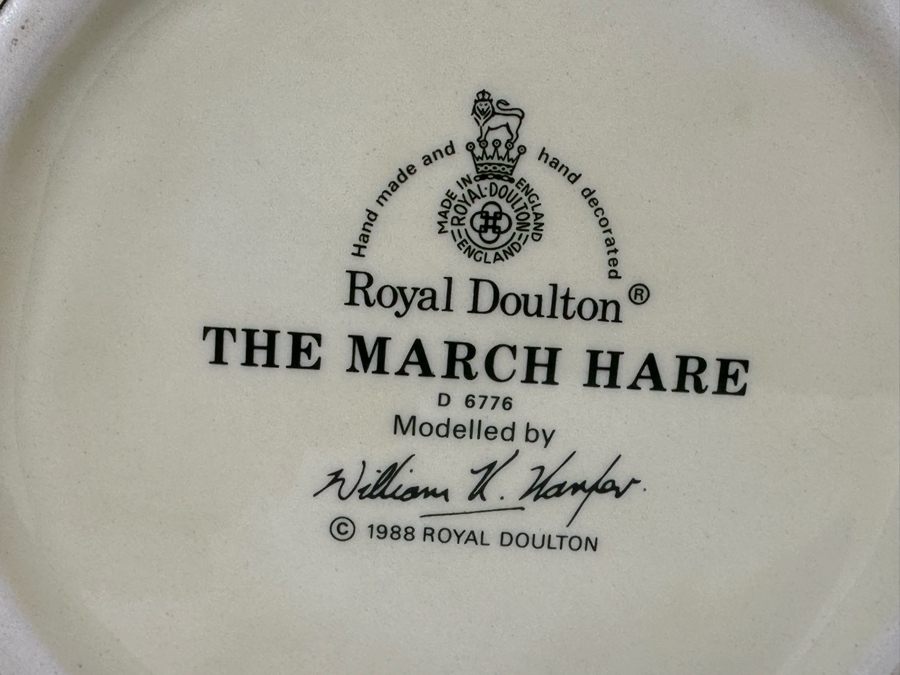 Hand made and hand decorated
MADE IN ENGLAND
ROYAL·DOULTON
ENGLAND
Royal Doulton®
THE MARCH HARE
D 6776
Modelled by
William K. Harper.
© 1988 ROYAL DOULTON